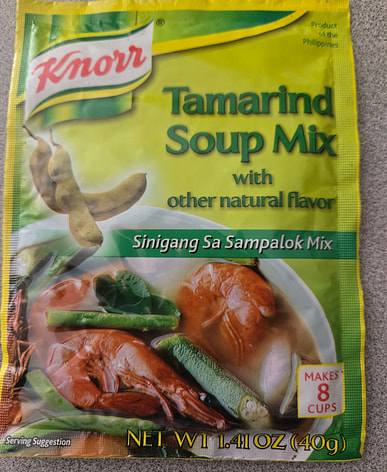 Knorr®
Product
of the
Philippines
Tamarind
Soup Mix
with
other natural flavor
Sinigang Sa Sampalok Mix
MAKES
8
CUPS
Serving Suggestion
NET WT 1.41 OZ (40g)